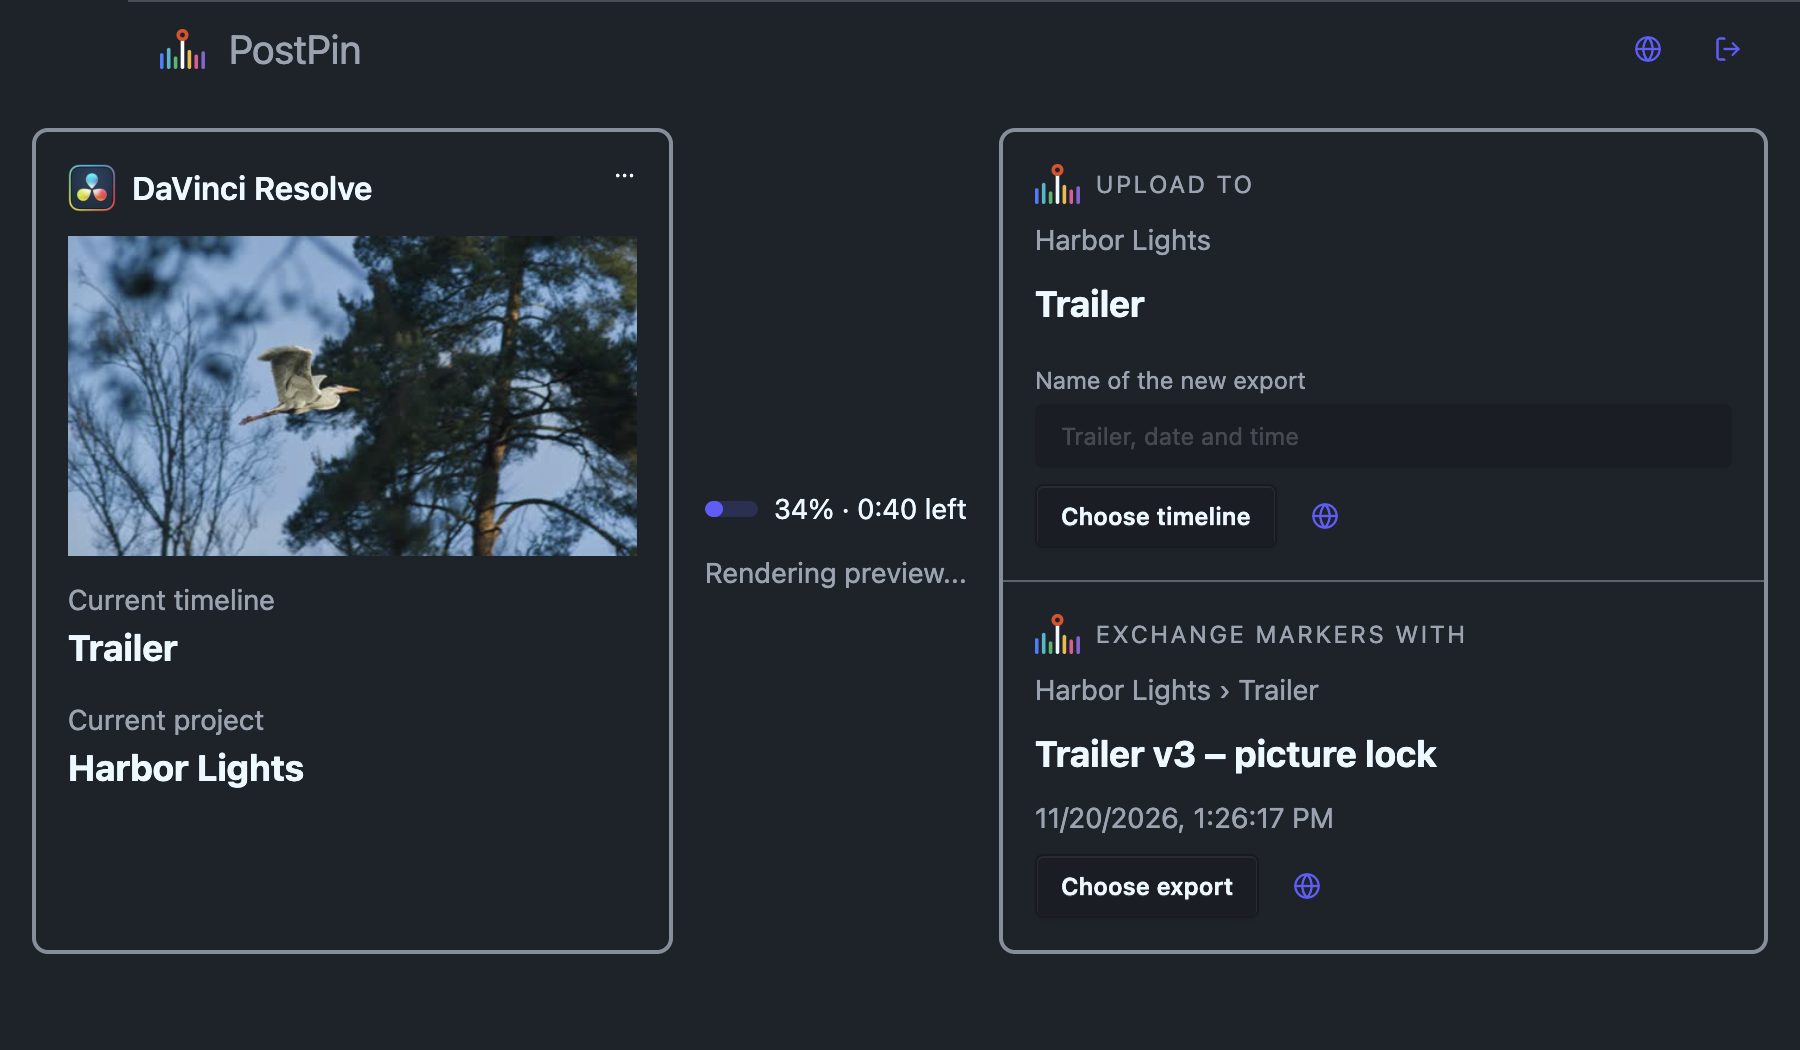 PostPin
DaVinci Resolve
...
Current timeline
Trailer
Current project
Harbor Lights
34% · 0:40 left
Rendering preview...
UPLOAD TO
Harbor Lights
Trailer
Name of the new export
Trailer, date and time
Choose timeline
EXCHANGE MARKERS WITH
Harbor Lights › Trailer
Trailer v3 – picture lock
11/20/2026, 1:26:17 PM
Choose export